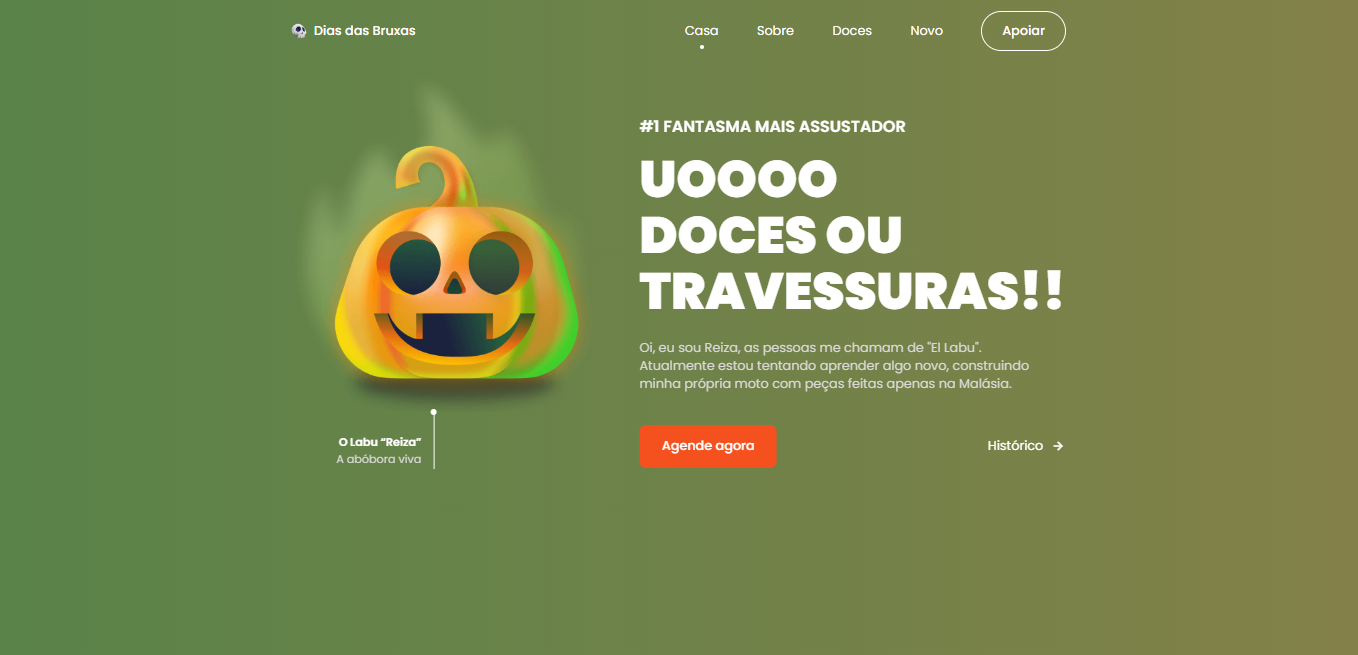 Dias das Bruxas
Casa
Sobre
Doces
Novo
Apoiar
#1 FANTASMA MAIS ASSUSTADOR
UOOOO
DOCES OU
TRAVESSURAS!!
Oi, eu sou Reiza, as pessoas me chamam de "El Labu".
Atualmente estou tentando aprender algo novo, construindo
minha própria moto com peças feitas apenas na Malásia.
O Labu “Reiza”
A abóbora viva
Agende agora
Histórico →